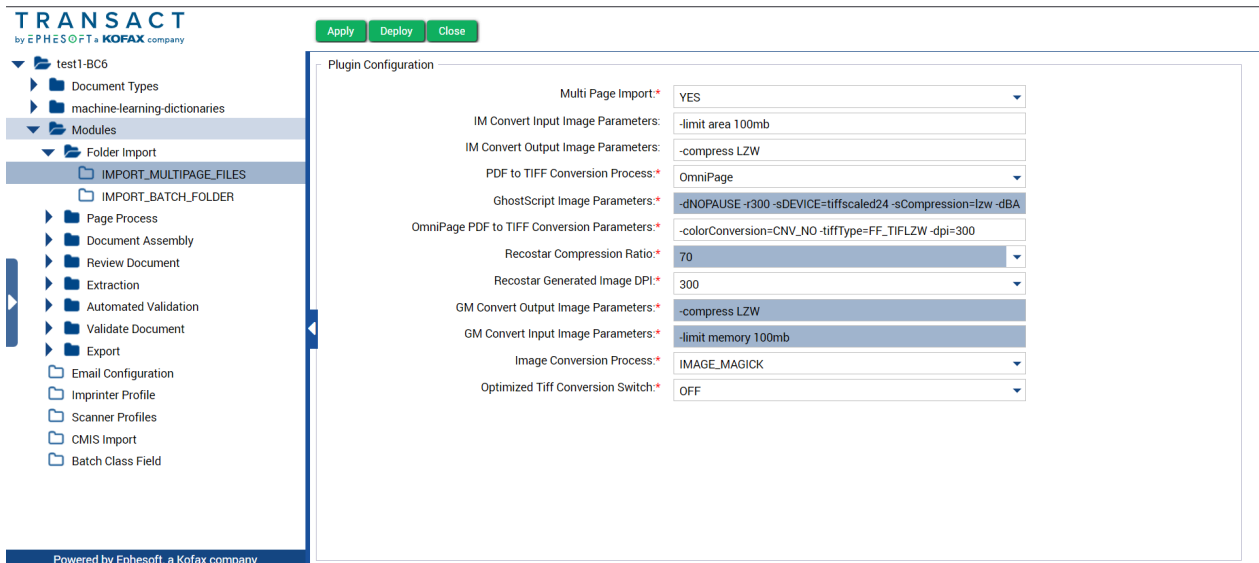 TRANSACT
by EPHESOFT a KOFAX company
Apply Deploy Close
test1-BC6
Document Types
machine-learning-dictionaries
Modules
Folder Import
IMPORT_MULTIPAGE_FILES
IMPORT_BATCH_FOLDER
Page Process
Document Assembly
Review Document
Extraction
Automated Validation
Validate Document
Export
Email Configuration
Imprinter Profile
Scanner Profiles
CMIS Import
Batch Class Field
Powered by Ephesoft, a Kofax company
Plugin Configuration
Multi Page Import:* YES
IM Convert Input Image Parameters: -limit area 100mb
IM Convert Output Image Parameters: -compress LZW
PDF to TIFF Conversion Process:* OmniPage
GhostScript Image Parameters:* -dNOPAUSE -r300 -sDEVICE=tiffscaled24 -sCompression=lzw -dBA
OmniPage PDF to TIFF Conversion Parameters:* -colorConversion=CNV_NO -tiffType=FF_TIFLZW -dpi=300
Recostar Compression Ratio:* 70
Recostar Generated Image DPI:* 300
GM Convert Output Image Parameters:* -compress LZW
GM Convert Input Image Parameters:* -limit memory 100mb
Image Conversion Process:* IMAGE_MAGICK
Optimized Tiff Conversion Switch:* OFF